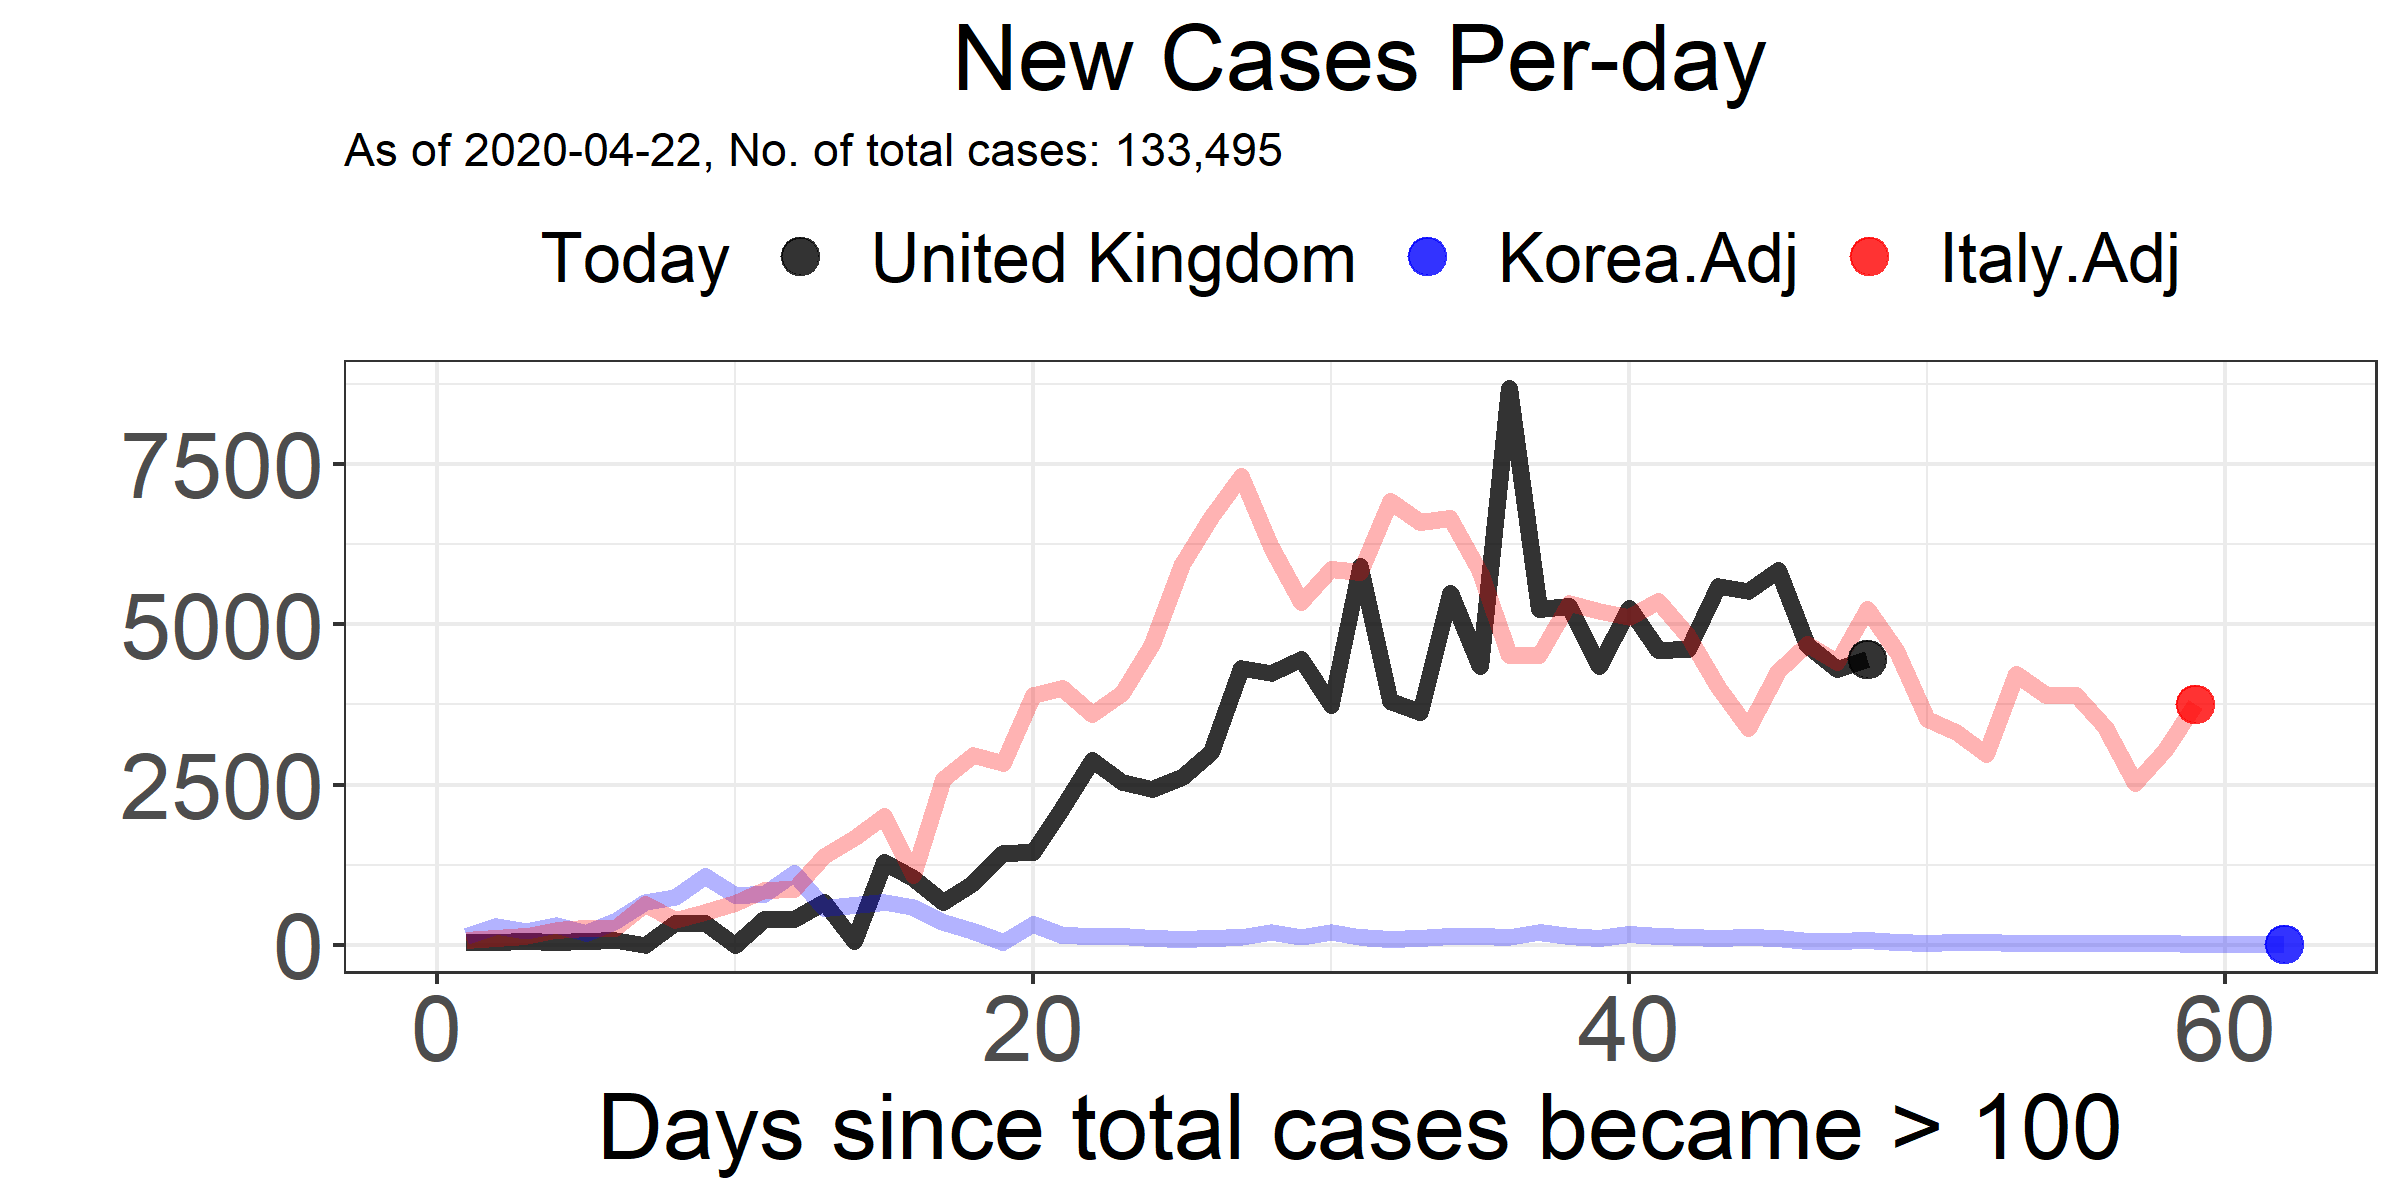 New Cases Per-day
As of 2020-04-22, No. of total cases: 133,495
Today United Kingdom Korea.Adj Italy.Adj
7500
5000
2500
0
0 20 40 60
Days since total cases became > 100